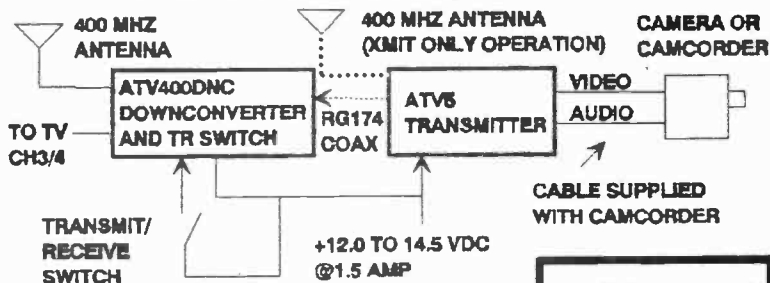 400 MHZ
ANTENNA
400 MHZ ANTENNA
(XMIT ONLY OPERATION)
CAMERA OR
CAMCORDER
ATV400DNC
DOWNCONVERTER
AND TR SWITCH
RG174
COAX
ATV5
TRANSMITTER
VIDEO
AUDIO
TO TV
CH3/4
CABLE SUPPLIED
WITH CAMCORDER
TRANSMIT/
RECEIVE
SWITCH
+12.0 TO 14.5 VDC
@1.5 AMP